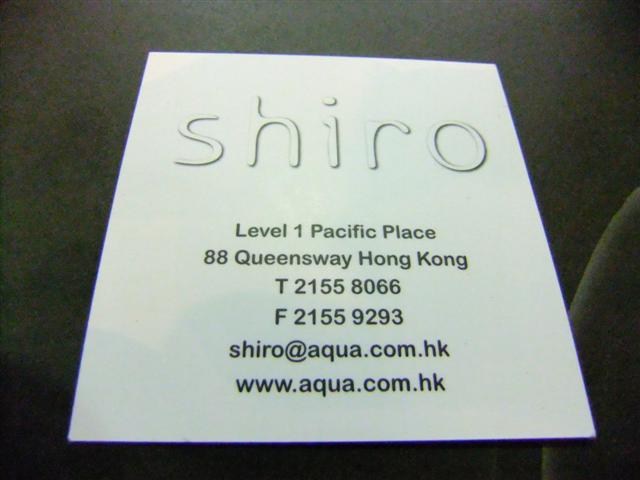 shiro
Level 1 Pacific Place
88 Queensway Hong Kong
T 2155 8066
F 2155 9293
shiro@aqua.com.hk
www.aqua.com.hk